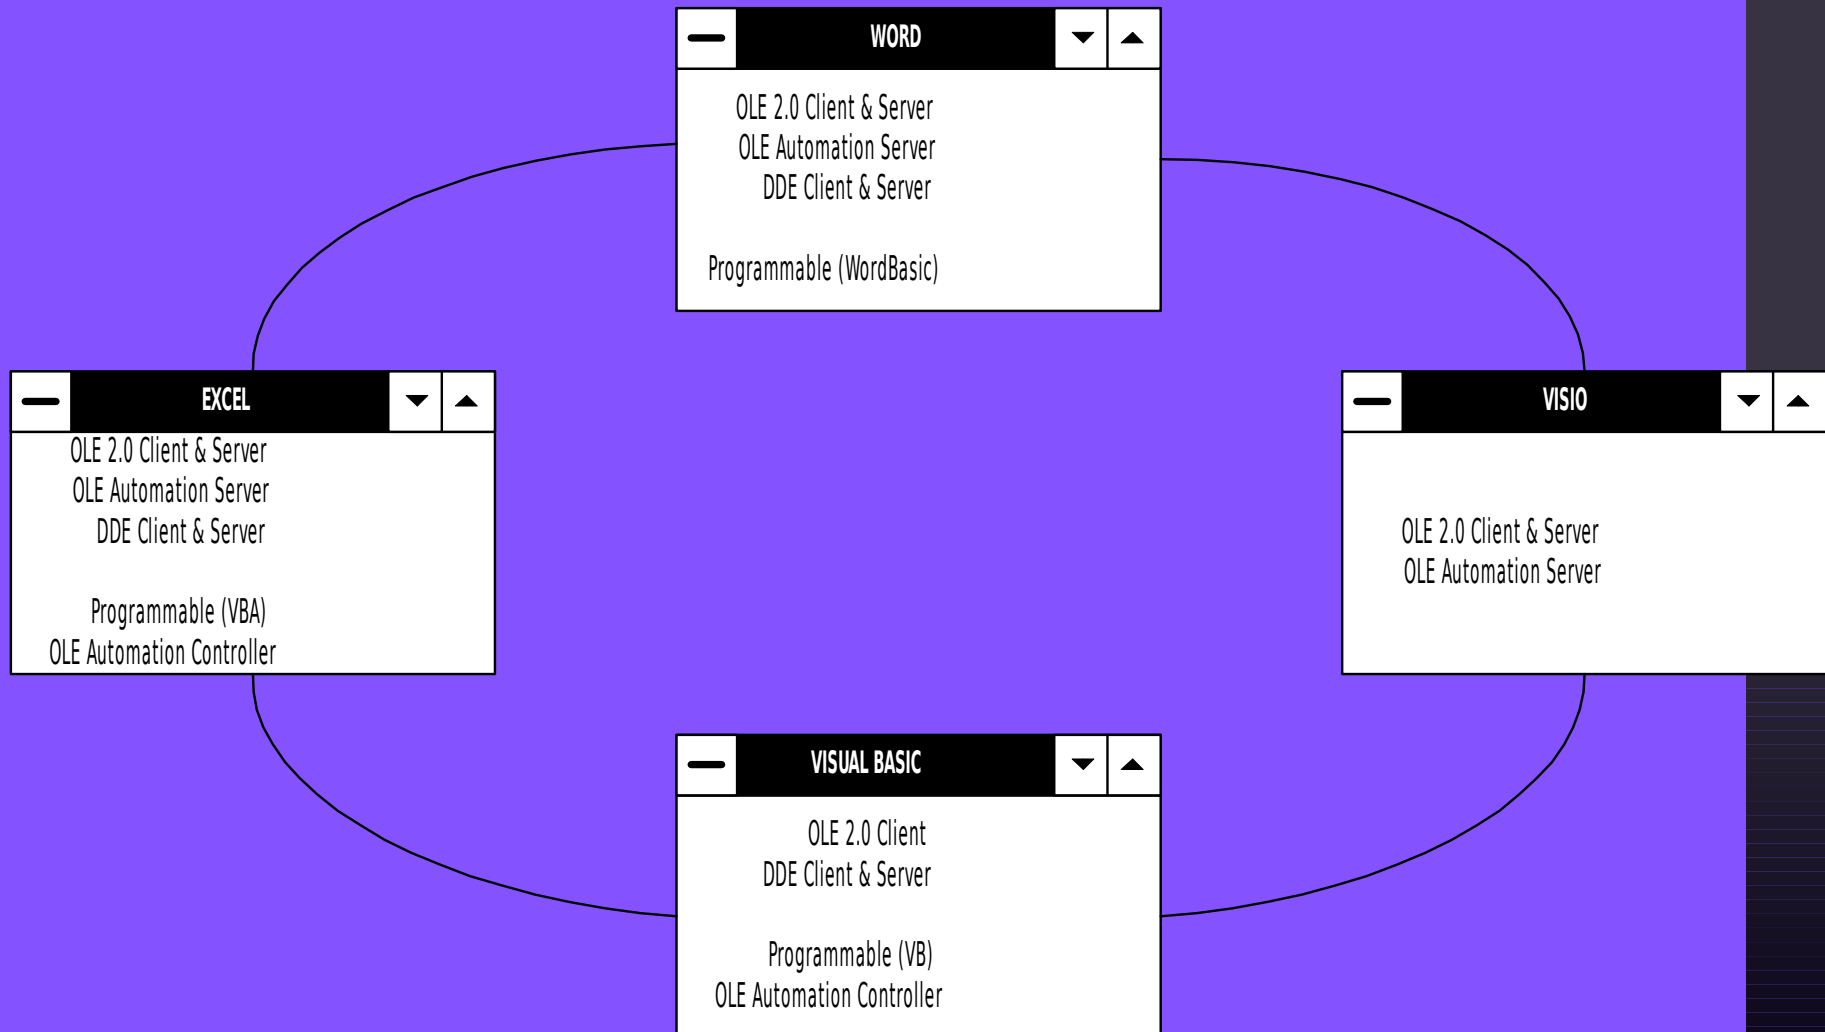 WORD
OLE 2.0 Client & Server
OLE Automation Server
DDE Client & Server
Programmable (WordBasic)
EXCEL
OLE 2.0 Client & Server
OLE Automation Server
DDE Client & Server
Programmable (VBA)
OLE Automation Controller
VISIO
OLE 2.0 Client & Server
OLE Automation Server
VISUAL BASIC
OLE 2.0 Client
DDE Client & Server
Programmable (VB)
OLE Automation Controller